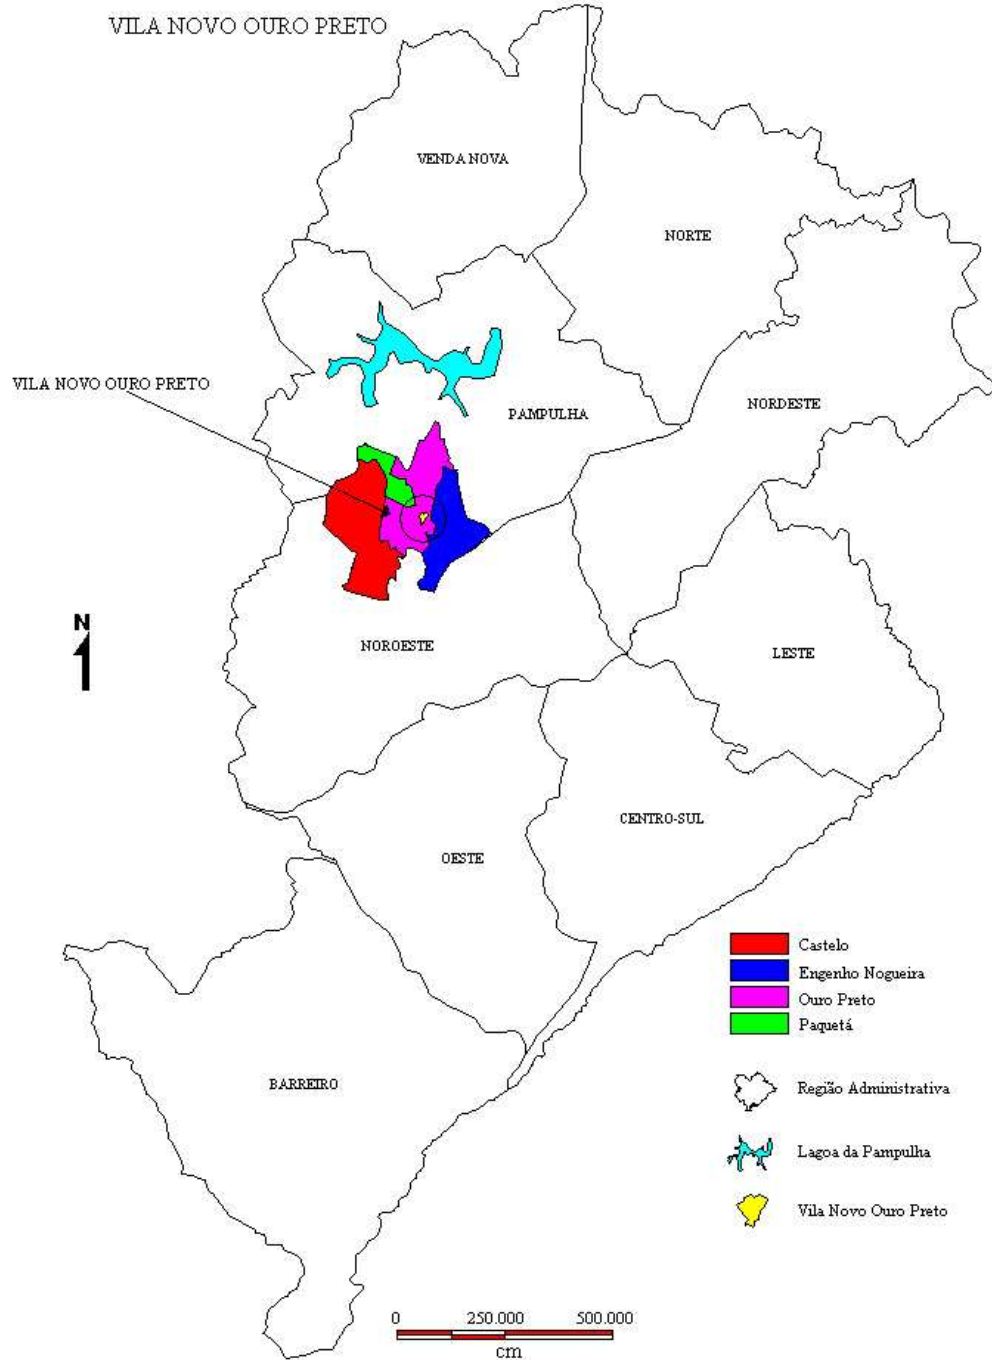 VILA NOVO OURO PRETO
VENDA NOVA
NORTE
VILA NOVO OURO PRETO
NORDESTE
PAMPULHA
N
NOROESTE
LESTE
CENTRO-SUL
OESTE
Castelo
Engenho Nogueira
Ouro Preto
Paquetá
BARREIRO
Região Administrativa
Lagoa da Pampulha
Vila Novo Ouro Preto
0 250.000 500.000
cm